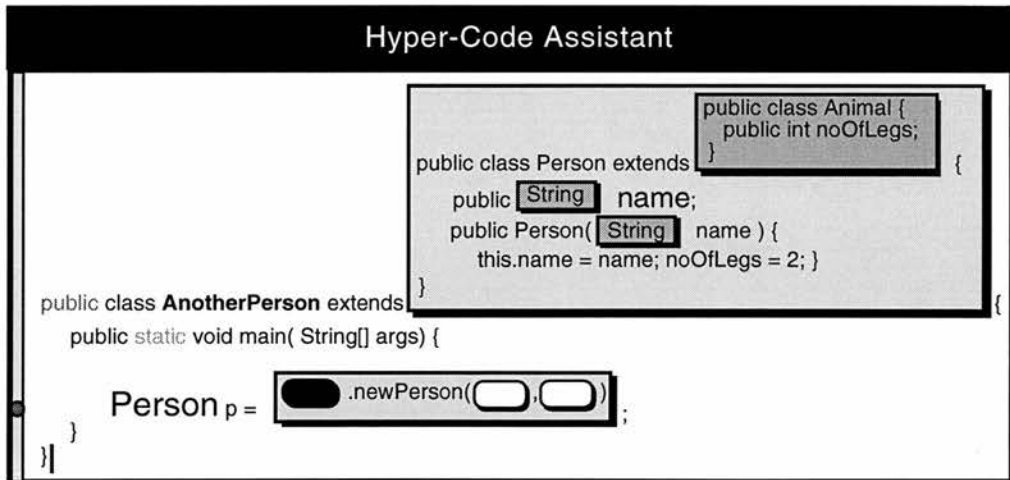 Hyper-Code Assistant
public class Animal {
public int noOfLegs;
}
public class Person extends {
public String name;
public Person( String name ) {
this.name = name; noOfLegs = 2; }
}
public class AnotherPerson extends {
public static void main( String[] args) {
Person p = .newPerson( , ) ;
}
}